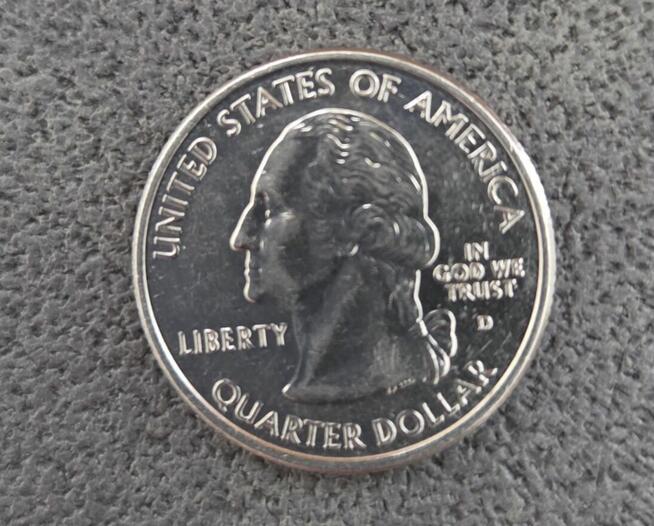 UNITED STATES OF AMERICA
LIBERTY
IN
GOD WE
TRUST
D
QUARTER DOLLAR